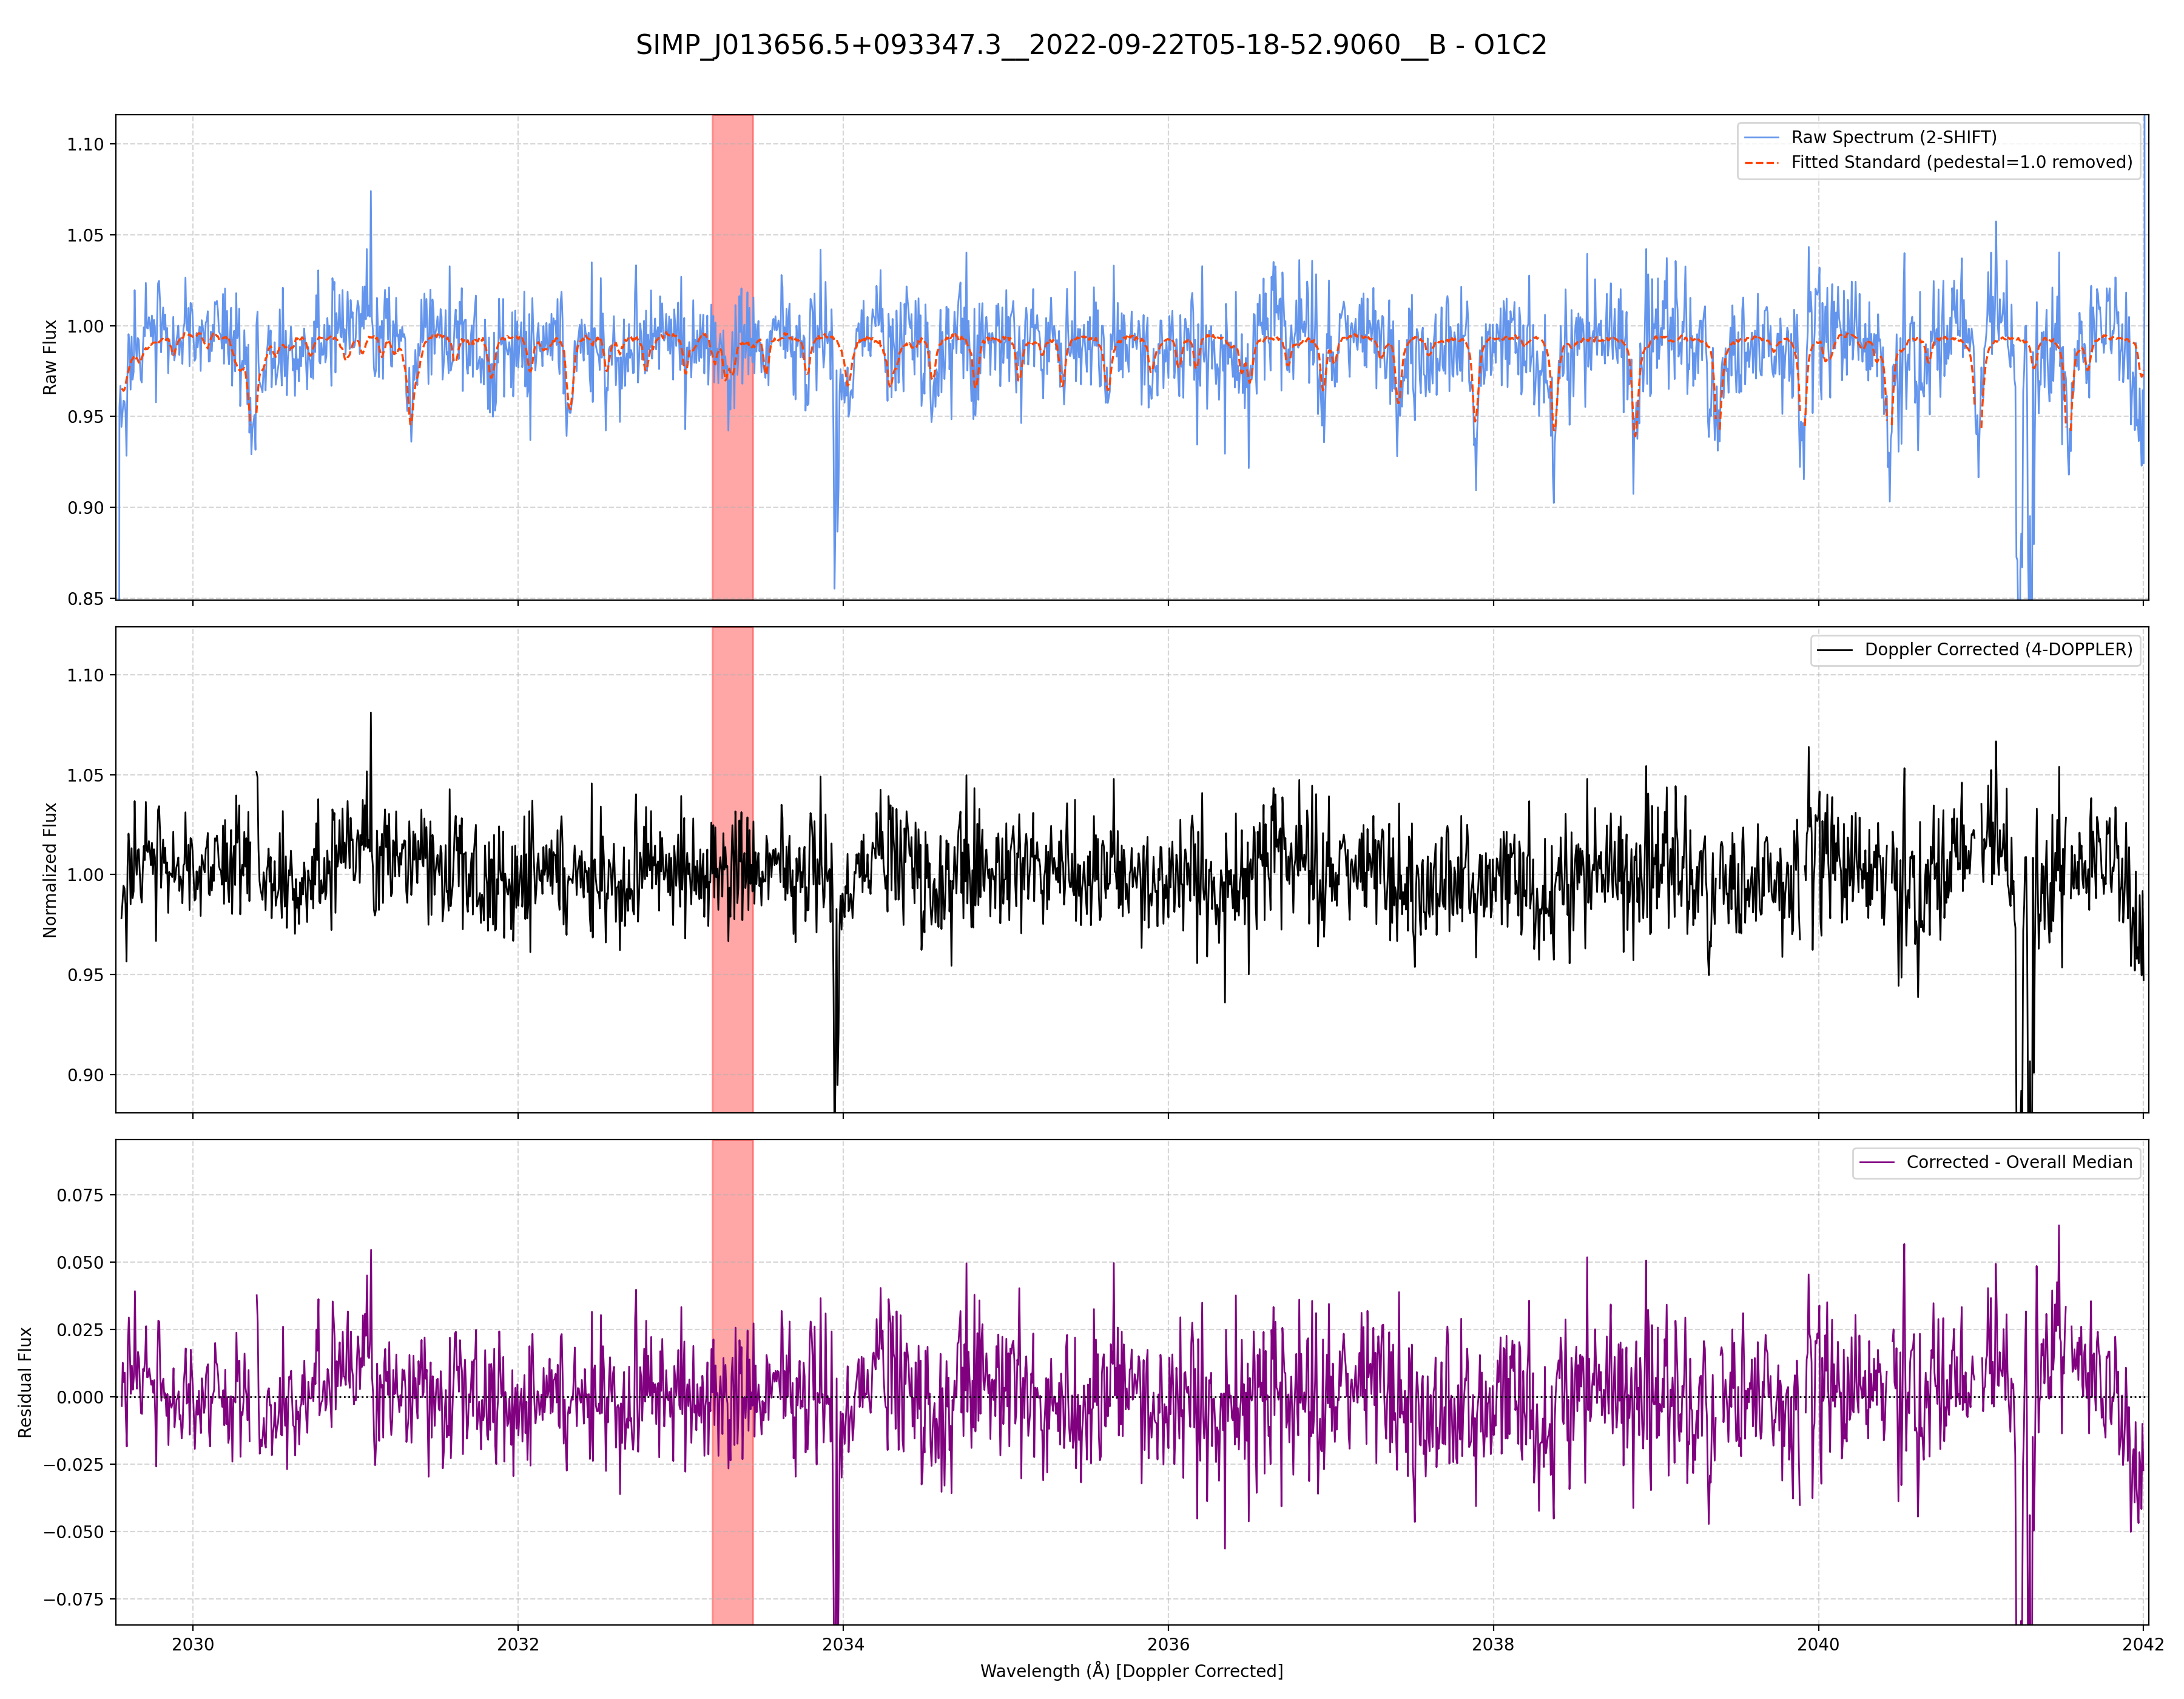 SIMP_J013656.5+093347.3__2022-09-22T05-18-52.9060__B - O1C2
Raw Flux
1.10
1.05
1.00
0.95
0.90
0.85
Raw Spectrum (2-SHIFT)
Fitted Standard (pedestal=1.0 removed)
Normalized Flux
1.10
1.05
1.00
0.95
0.90
Doppler Corrected (4-DOPPLER)
Residual Flux
0.075
0.050
0.025
0.000
−0.025
−0.050
−0.075
Corrected - Overall Median
2030 2032 2034 2036 2038 2040 2042
Wavelength (Å) [Doppler Corrected]